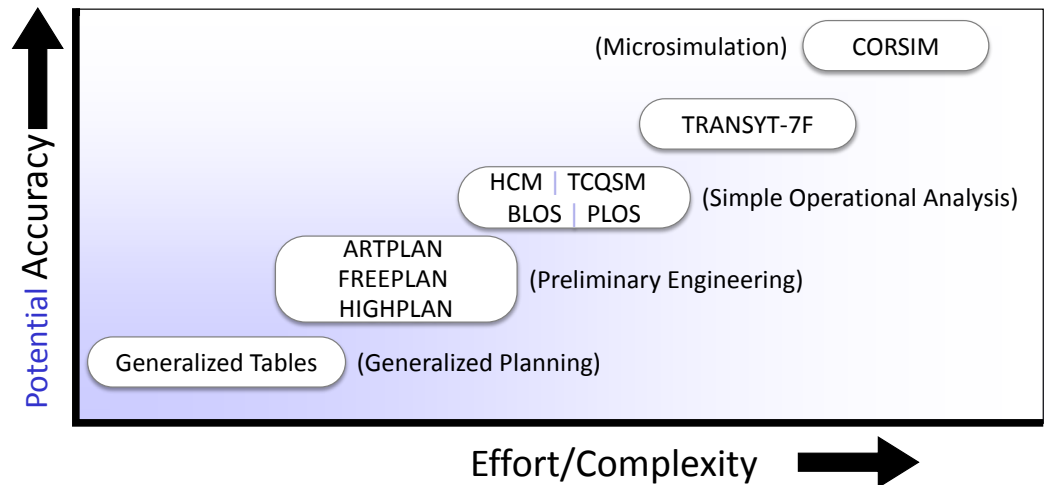 (Microsimulation) CORSIM
TRANSYT-7F
HCM | TCQSM
BLOS | PLOS
(Simple Operational Analysis)
ARTPLAN
FREEPLAN
HIGHPLAN
(Preliminary Engineering)
Generalized Tables (Generalized Planning)
Potential Accuracy
Effort/Complexity